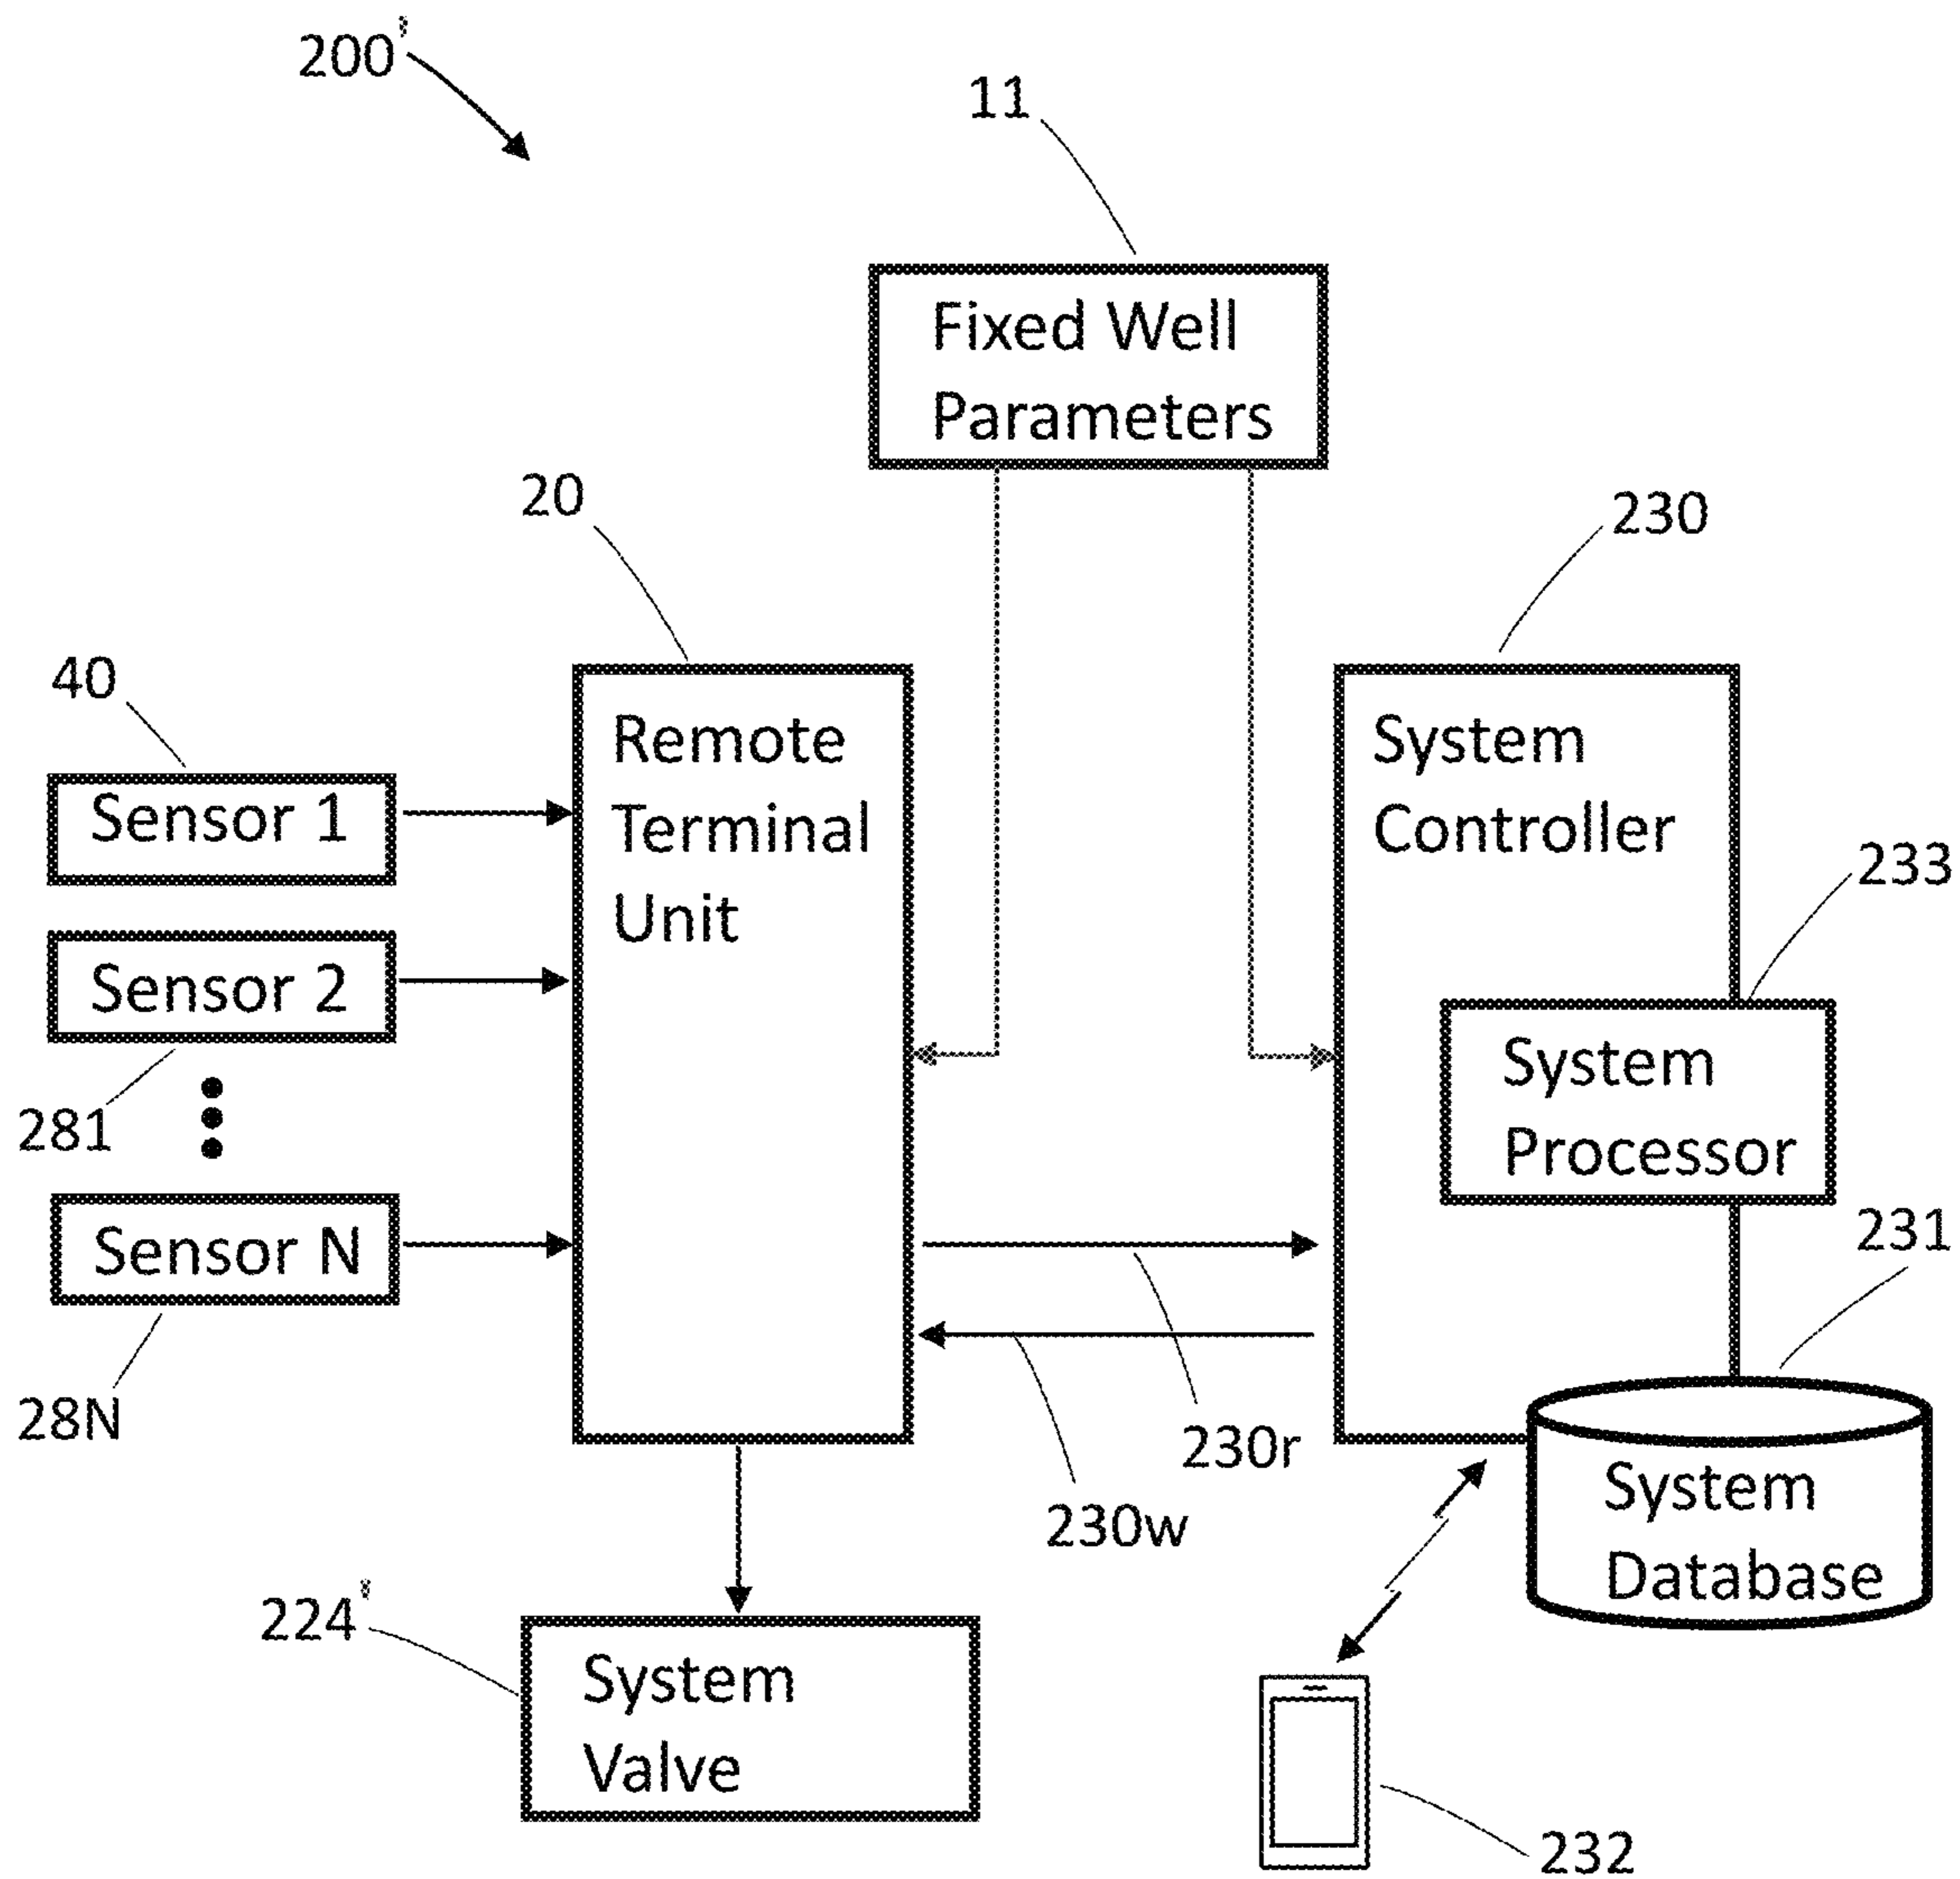 200'
11
Fixed Well
Parameters
20
230
40
Remote
Terminal
Unit
System
Controller
Sensor 1
233
Sensor 2
System
Processor
281
Sensor N
231
28N
230r
230w
System
Database
224'
System
Valve
232